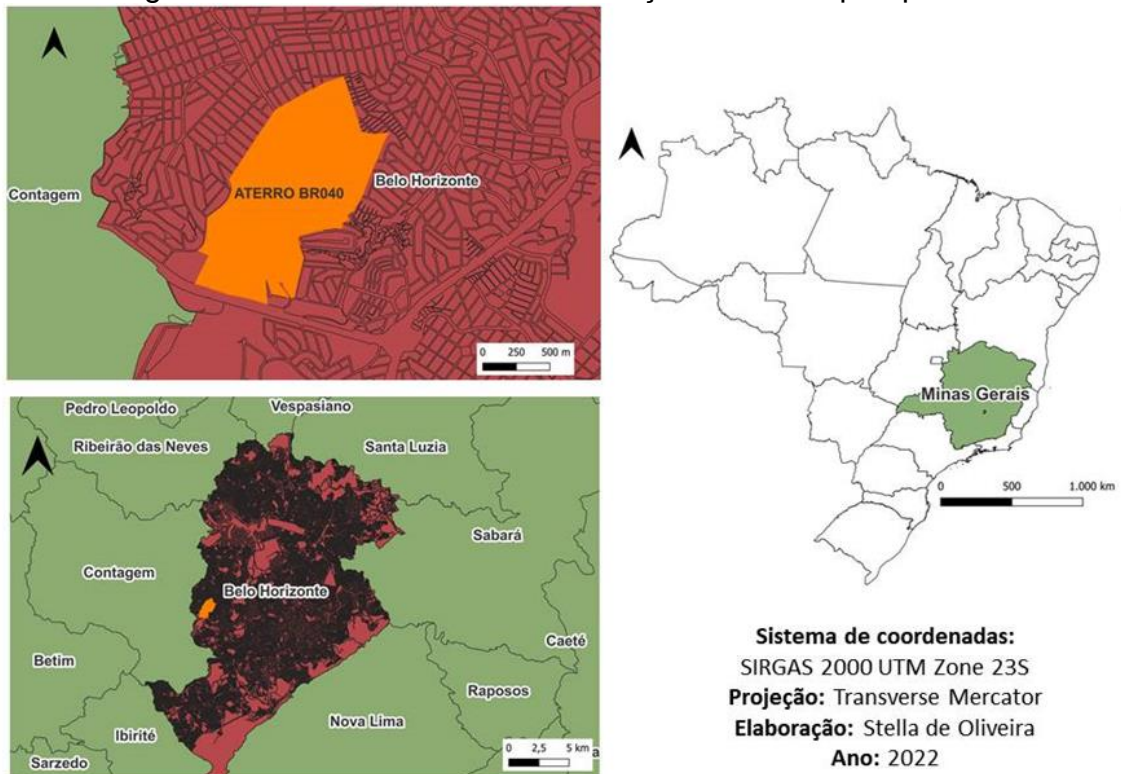 Contagem
ATERRO BR040
Belo Horizonte
0 250 500 m
Pedro Leopoldo
Vespasiano
Ribeirão das Neves
Santa Luzia
Sabará
Contagem
Belo Horizonte
Caeté
Betim
Raposos
Nova Lima
Ibirité
Sarzedo
0 2,5 5 km
Minas Gerais
0 500 1.000 km
Sistema de coordenadas:
SIRGAS 2000 UTM Zone 23S
Projeção: Transverse Mercator
Elaboração: Stella de Oliveira
Ano: 2022